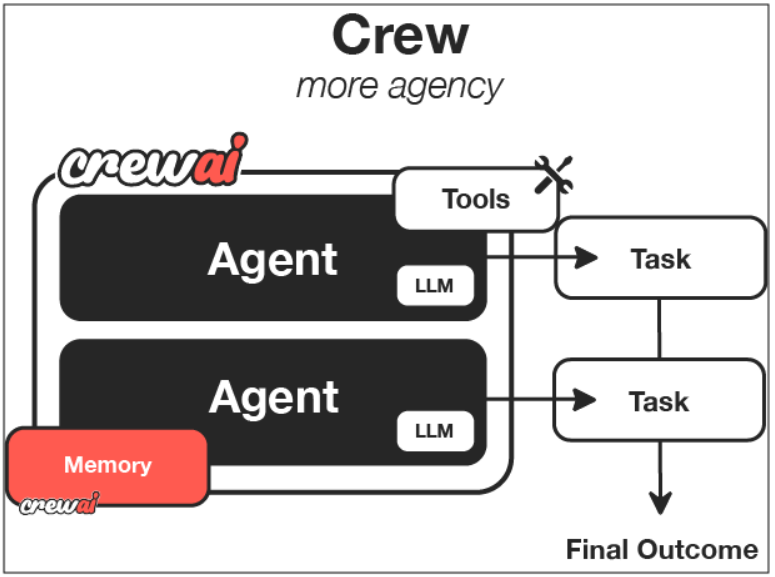 Crew
more agency
crewai
Tools
Agent
LLM
Task
Agent
LLM
Task
Memory
crewai
Final Outcome